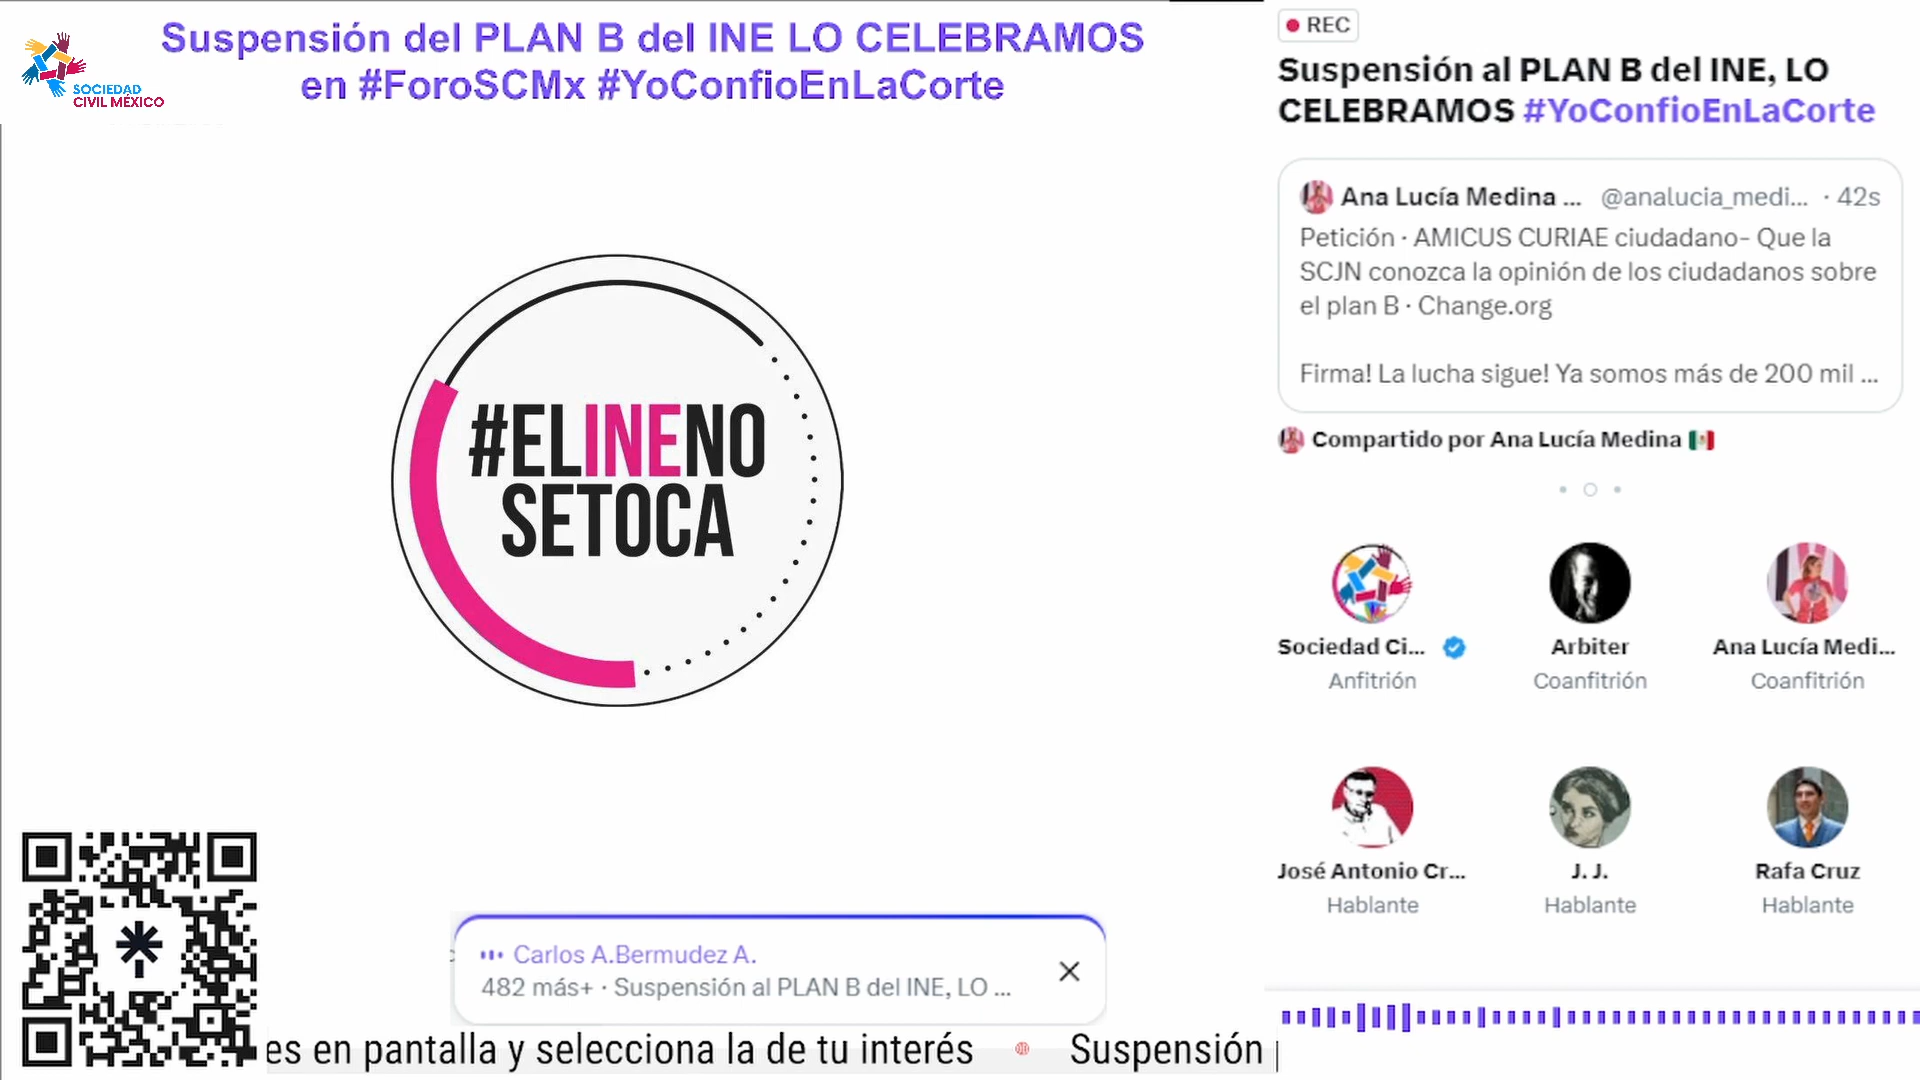 SOCIEDAD
CIVIL MÉXICO
Suspensión del PLAN B del INE LO CELEBRAMOS
en #ForoSCMx #YoConfioEnLaCorte
#ELINENO
SETOCA
Carlos A.Bermudez A.
482 más+ · Suspensión al PLAN B del INE, LO ...
es en pantalla y selecciona la de tu interés
Suspensión
REC
Suspensión al PLAN B del INE, LO
CELEBRAMOS #YoConfioEnLaCorte
Ana Lucía Medina ... @analucia_medi... · 42s
Petición · AMICUS CURIAE ciudadano- Que la
SCJN conozca la opinión de los ciudadanos sobre
el plan B · Change.org
Firma! La lucha sigue! Ya somos más de 200 mil ...
Compartido por Ana Lucía Medina
Sociedad Ci...
Anfitrión
Arbiter
Coanfitrión
Ana Lucía Medi...
Coanfitrión
José Antonio Cr...
Hablante
J. J.
Hablante
Rafa Cruz
Hablante